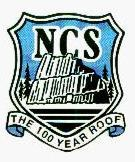 NCS
THE 100 YEAR ROOF